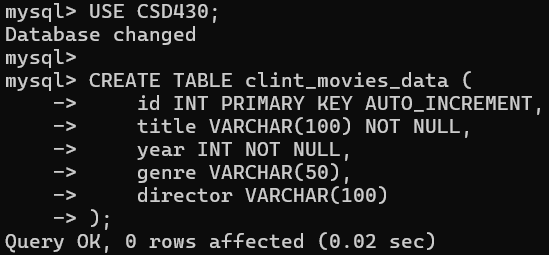 mysql> USE CSD430;
Database changed
mysql>
mysql> CREATE TABLE clint_movies_data (
    ->     id INT PRIMARY KEY AUTO_INCREMENT,
    ->     title VARCHAR(100) NOT NULL,
    ->     year INT NOT NULL,
    ->     genre VARCHAR(50),
    ->     director VARCHAR(100)
    -> );
Query OK, 0 rows affected (0.02 sec)